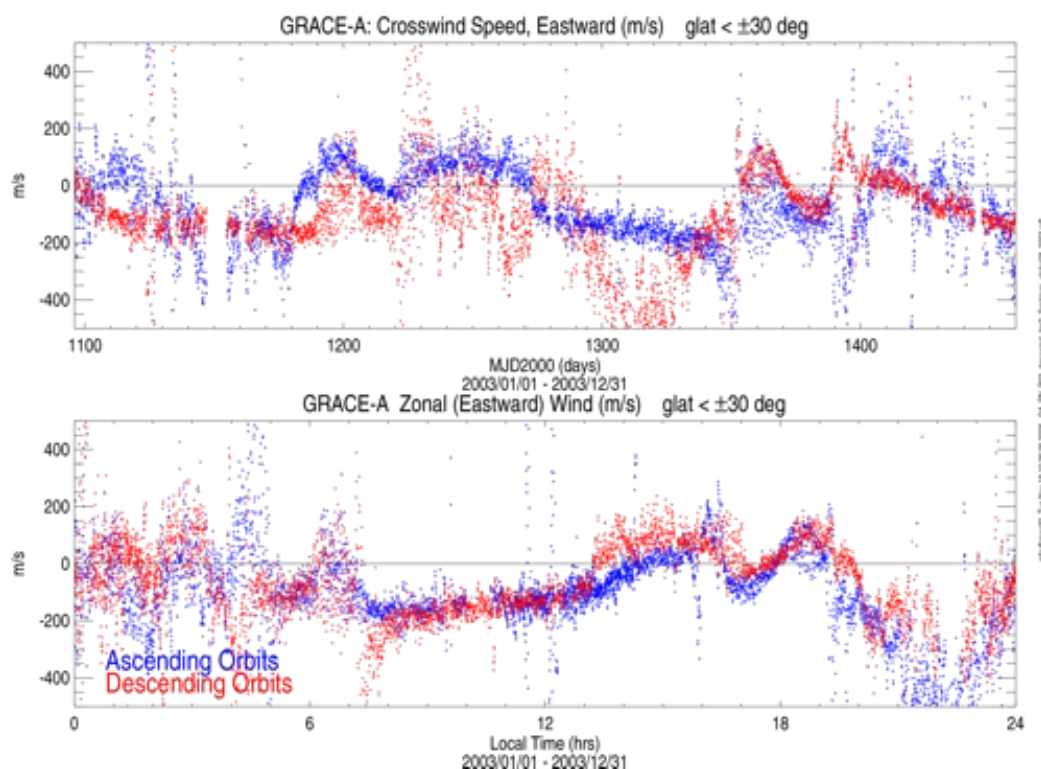 GRACE-A: Crosswind Speed, Eastward (m/s) glat < ±30 deg
400
200
0
-200
-400
m/s
1100 1200 1300 1400
MJD2000 (days)
2003/01/01 - 2003/12/31
GRACE-A Zonal (Eastward) Wind (m/s) glat < ±30 deg
400
200
0
-200
-400
m/s
Ascending Orbits
Descending Orbits
0 6 12 18 24
Local Time (hrs)
2003/01/01 - 2003/12/31